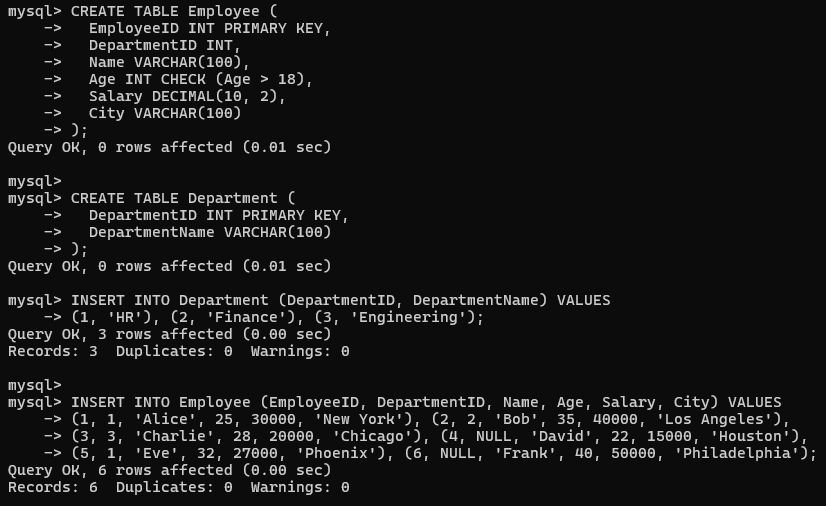 mysql> CREATE TABLE Employee (
    ->   EmployeeID INT PRIMARY KEY,
    ->   DepartmentID INT,
    ->   Name VARCHAR(100),
    ->   Age INT CHECK (Age > 18),
    ->   Salary DECIMAL(10, 2),
    ->   City VARCHAR(100)
    -> );
Query OK, 0 rows affected (0.01 sec)

mysql>
mysql> CREATE TABLE Department (
    ->   DepartmentID INT PRIMARY KEY,
    ->   DepartmentName VARCHAR(100)
    -> );
Query OK, 0 rows affected (0.01 sec)

mysql> INSERT INTO Department (DepartmentID, DepartmentName) VALUES
    -> (1, 'HR'), (2, 'Finance'), (3, 'Engineering');
Query OK, 3 rows affected (0.00 sec)
Records: 3  Duplicates: 0  Warnings: 0

mysql>
mysql> INSERT INTO Employee (EmployeeID, DepartmentID, Name, Age, Salary, City) VALUES
    -> (1, 1, 'Alice', 25, 30000, 'New York'), (2, 2, 'Bob', 35, 40000, 'Los Angeles'),
    -> (3, 3, 'Charlie', 28, 20000, 'Chicago'), (4, NULL, 'David', 22, 15000, 'Houston'),
    -> (5, 1, 'Eve', 32, 27000, 'Phoenix'), (6, NULL, 'Frank', 40, 50000, 'Philadelphia');
Query OK, 6 rows affected (0.00 sec)
Records: 6  Duplicates: 0  Warnings: 0